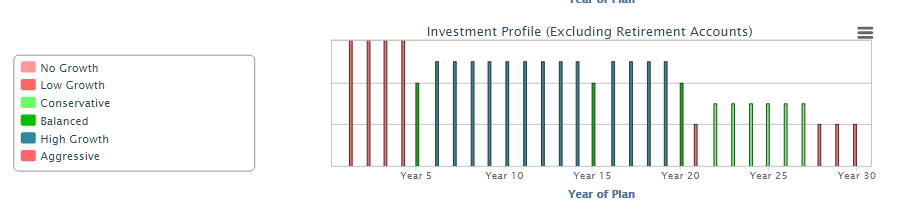 Year of Plan
Investment Profile (Excluding Retirement Accounts)
No Growth
Low Growth
Conservative
Balanced
High Growth
Aggressive
Year 5 Year 10 Year 15 Year 20 Year 25 Year 30
Year of Plan